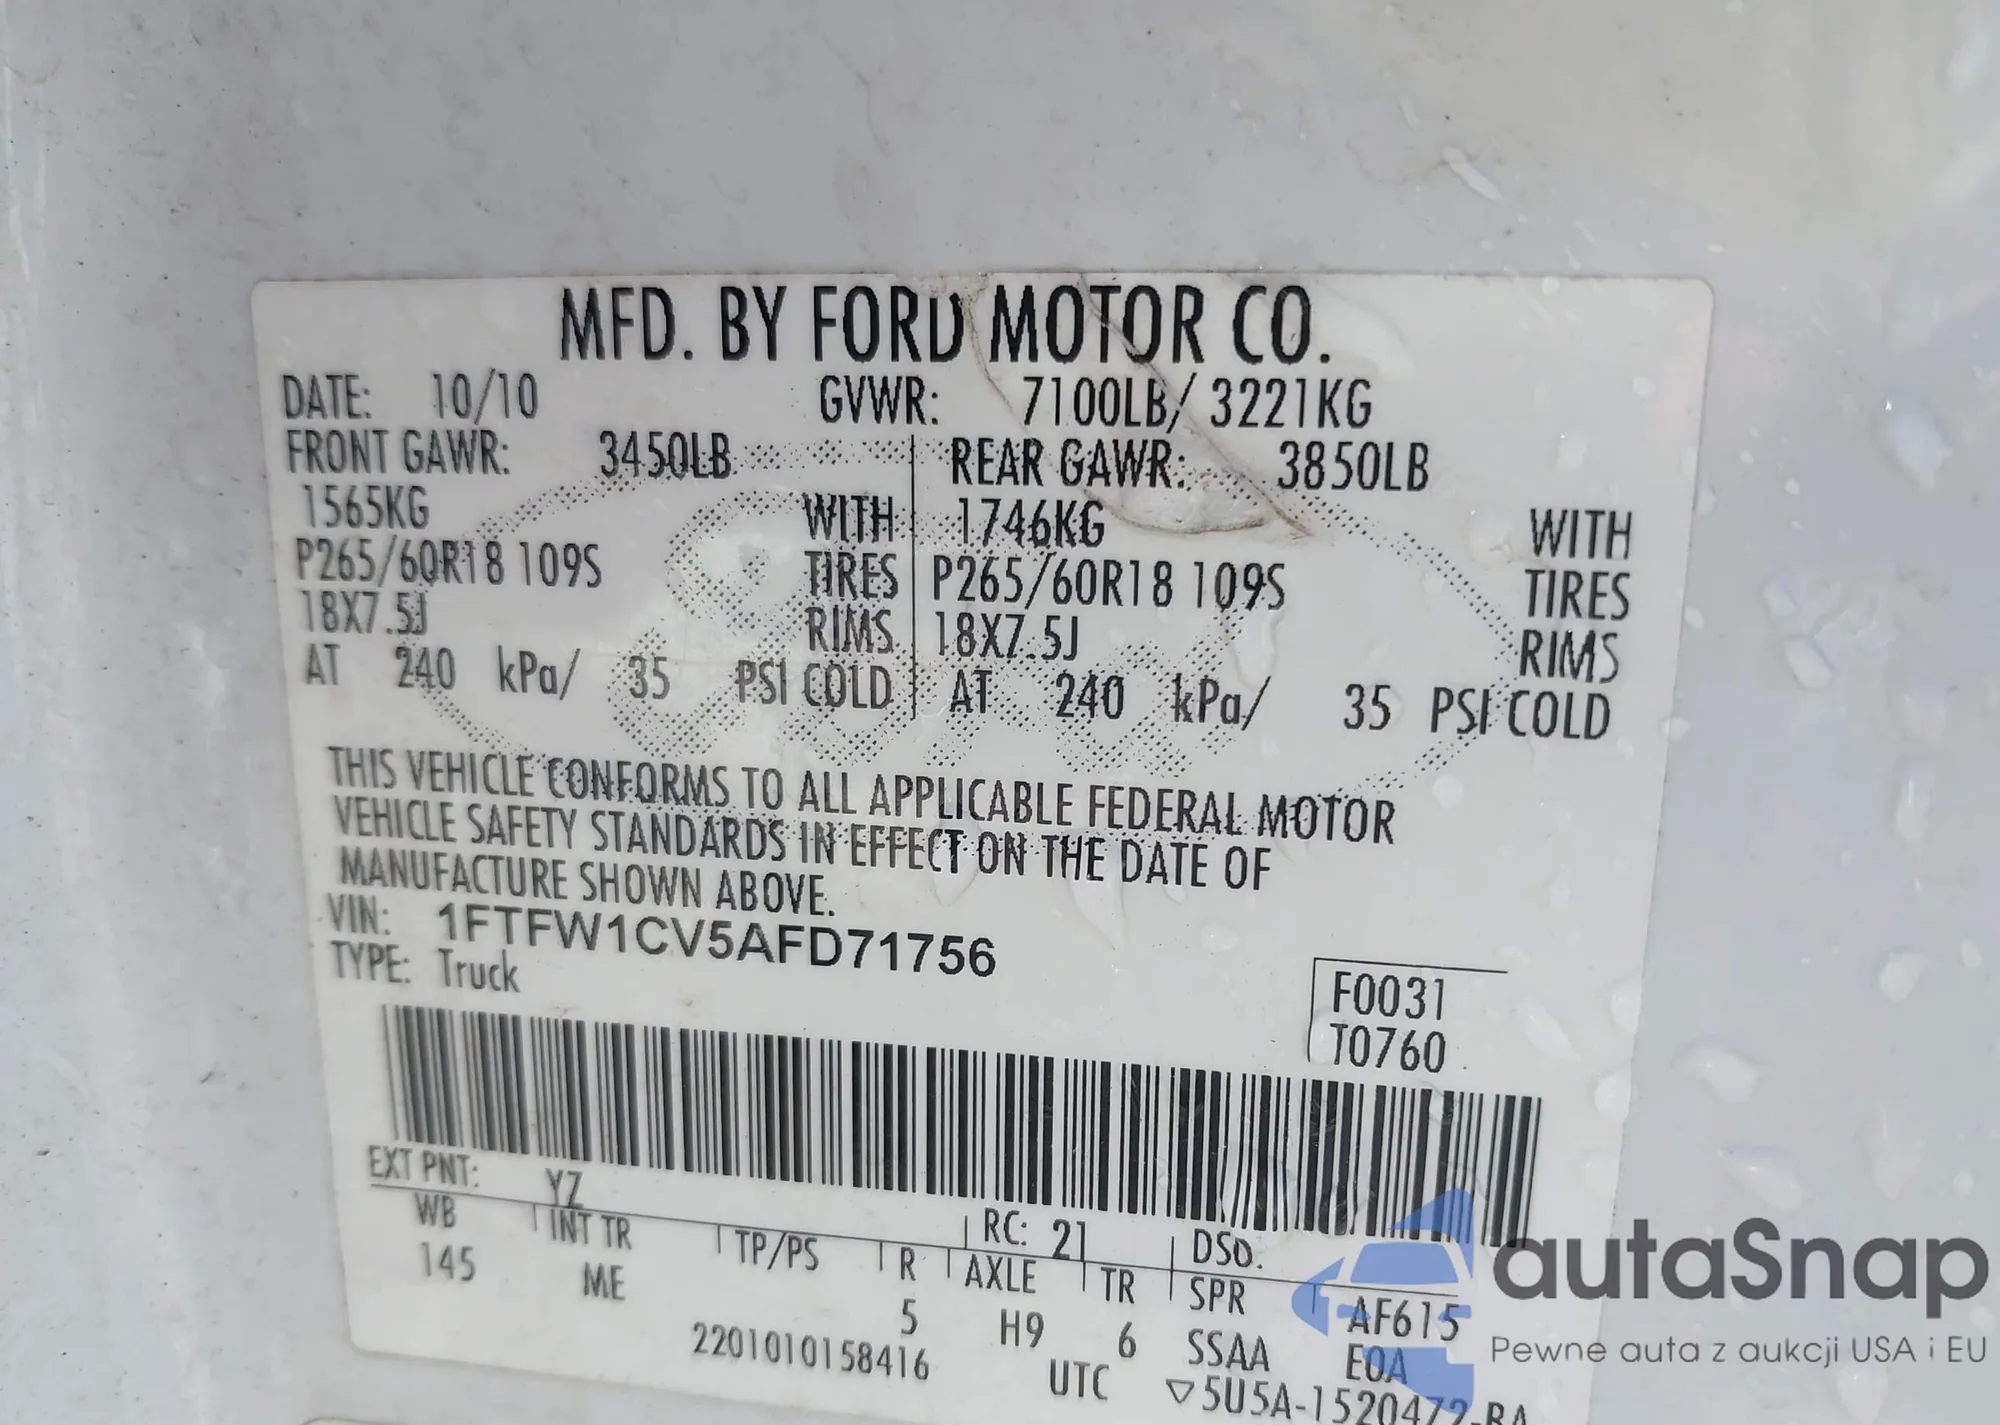 MFD. BY FORD MOTOR CO.
DATE: 10/10 GVWR: 7100LB/ 3221KG
FRONT GAWR: 3450LB REAR GAWR: 3850LB
1565KG WITH 1746KG WITH
P265/60R18 109S TIRES P265/60R18 109S TIRES
18X7.5J RIMS 18X7.5J RIMS
AT 240 kPa/ 35 PSI COLD AT 240 kPa/ 35 PSI COLD
THIS VEHICLE CONFORMS TO ALL APPLICABLE FEDERAL MOTOR
VEHICLE SAFETY STANDARDS IN EFFECT ON THE DATE OF
MANUFACTURE SHOWN ABOVE.
VIN: 1FTFW1CV5AFD71756
TYPE: Truck
F0031
T0760
EXT PNT: YZ RC: 21 DSO:
WB INT TR TP/PS R AXLE TR SPR AF615
145 ME 5 H9 6 SSAA E0A
2201010158416 UTC ▽5U5A-1520472-BA
autaSnap
Pewne auta z aukcji USA i EU